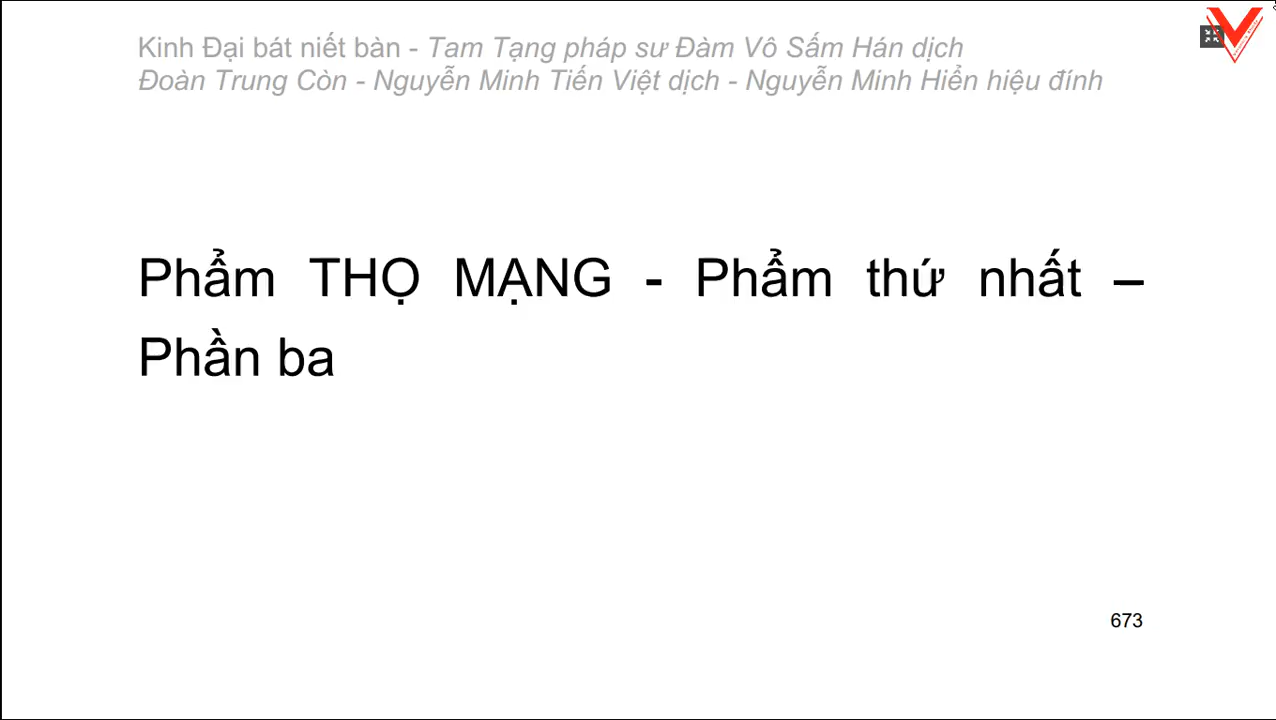 Kinh Đại bát niết bàn - Tam Tạng pháp sư Đàm Vô Sấm Hán dịch
Đoàn Trung Còn - Nguyễn Minh Tiến Việt dịch - Nguyễn Minh Hiển hiệu đính
Phẩm THỌ MẠNG - Phẩm thứ nhất –
Phần ba
673